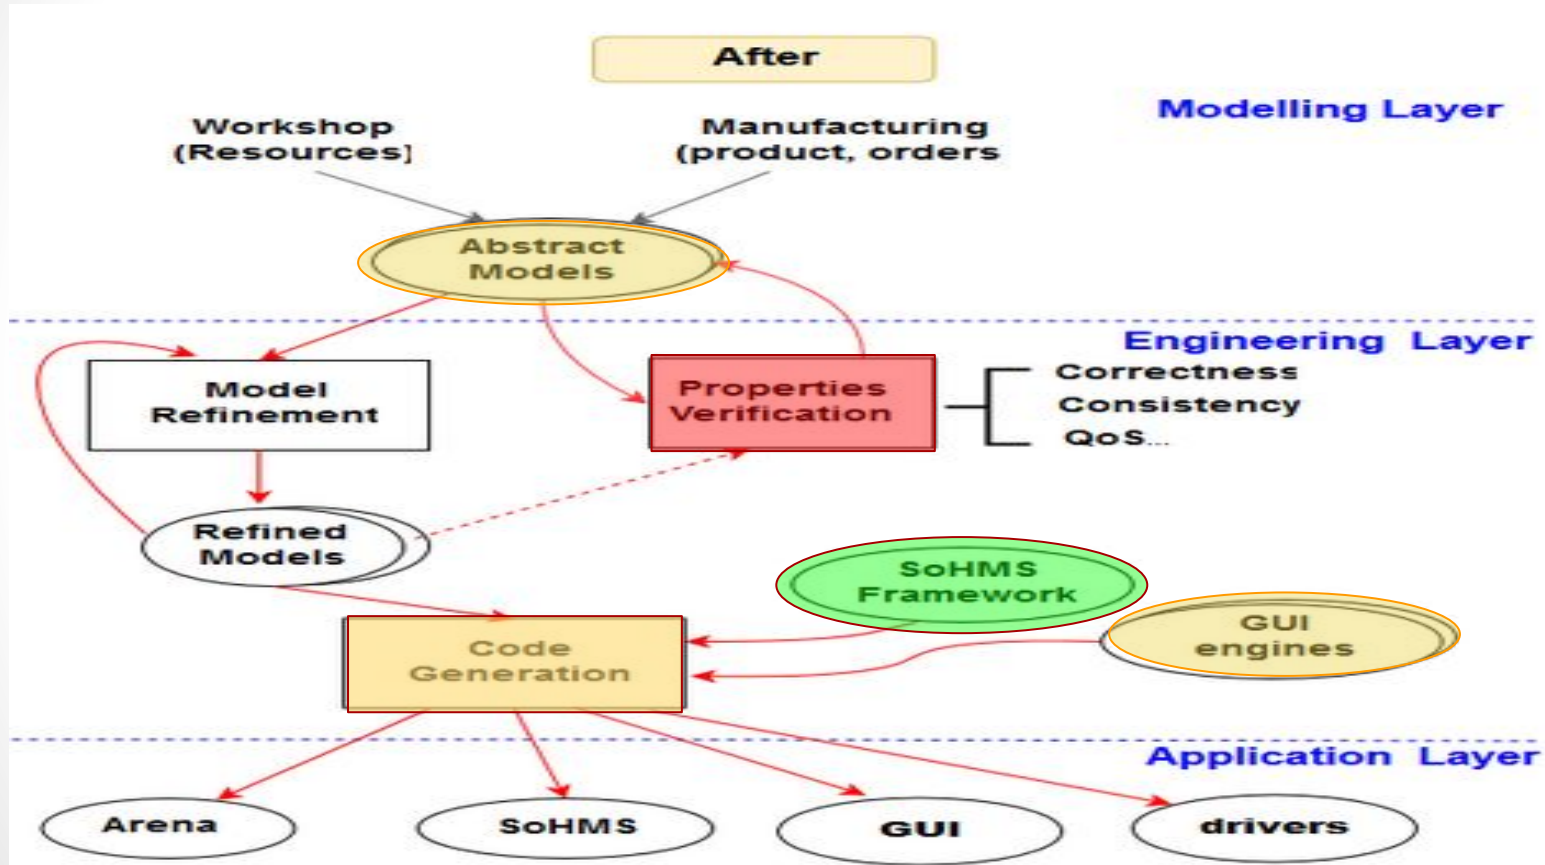 After
Modelling Layer
Workshop
(Resources)
Manufacturing
(product, orders
Abstract
Models
Engineering Layer
Model
Refinement
Properties
Verification
Correctness
Consistency
QoS...
Refined
Models
SoHMS
Framework
GUI
engines
Code
Generation
Application Layer
Arena
SoHMS
GUI
drivers